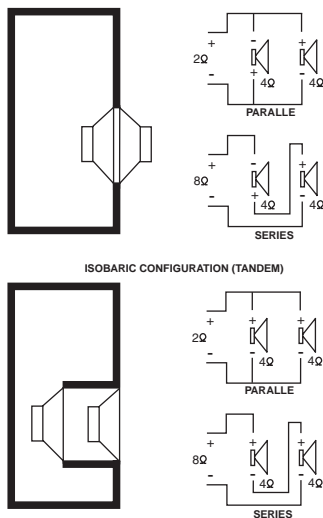 + - +
2Ω
- + -
4Ω 4Ω
PARALLE
+ - +
8Ω
- + -
4Ω 4Ω
SERIES
ISOBARIC CONFIGURATION (TANDEM)
+ + +
2Ω
- - -
4Ω 4Ω
PARALLE
+ + +
8Ω
- - -
4Ω 4Ω
SERIES